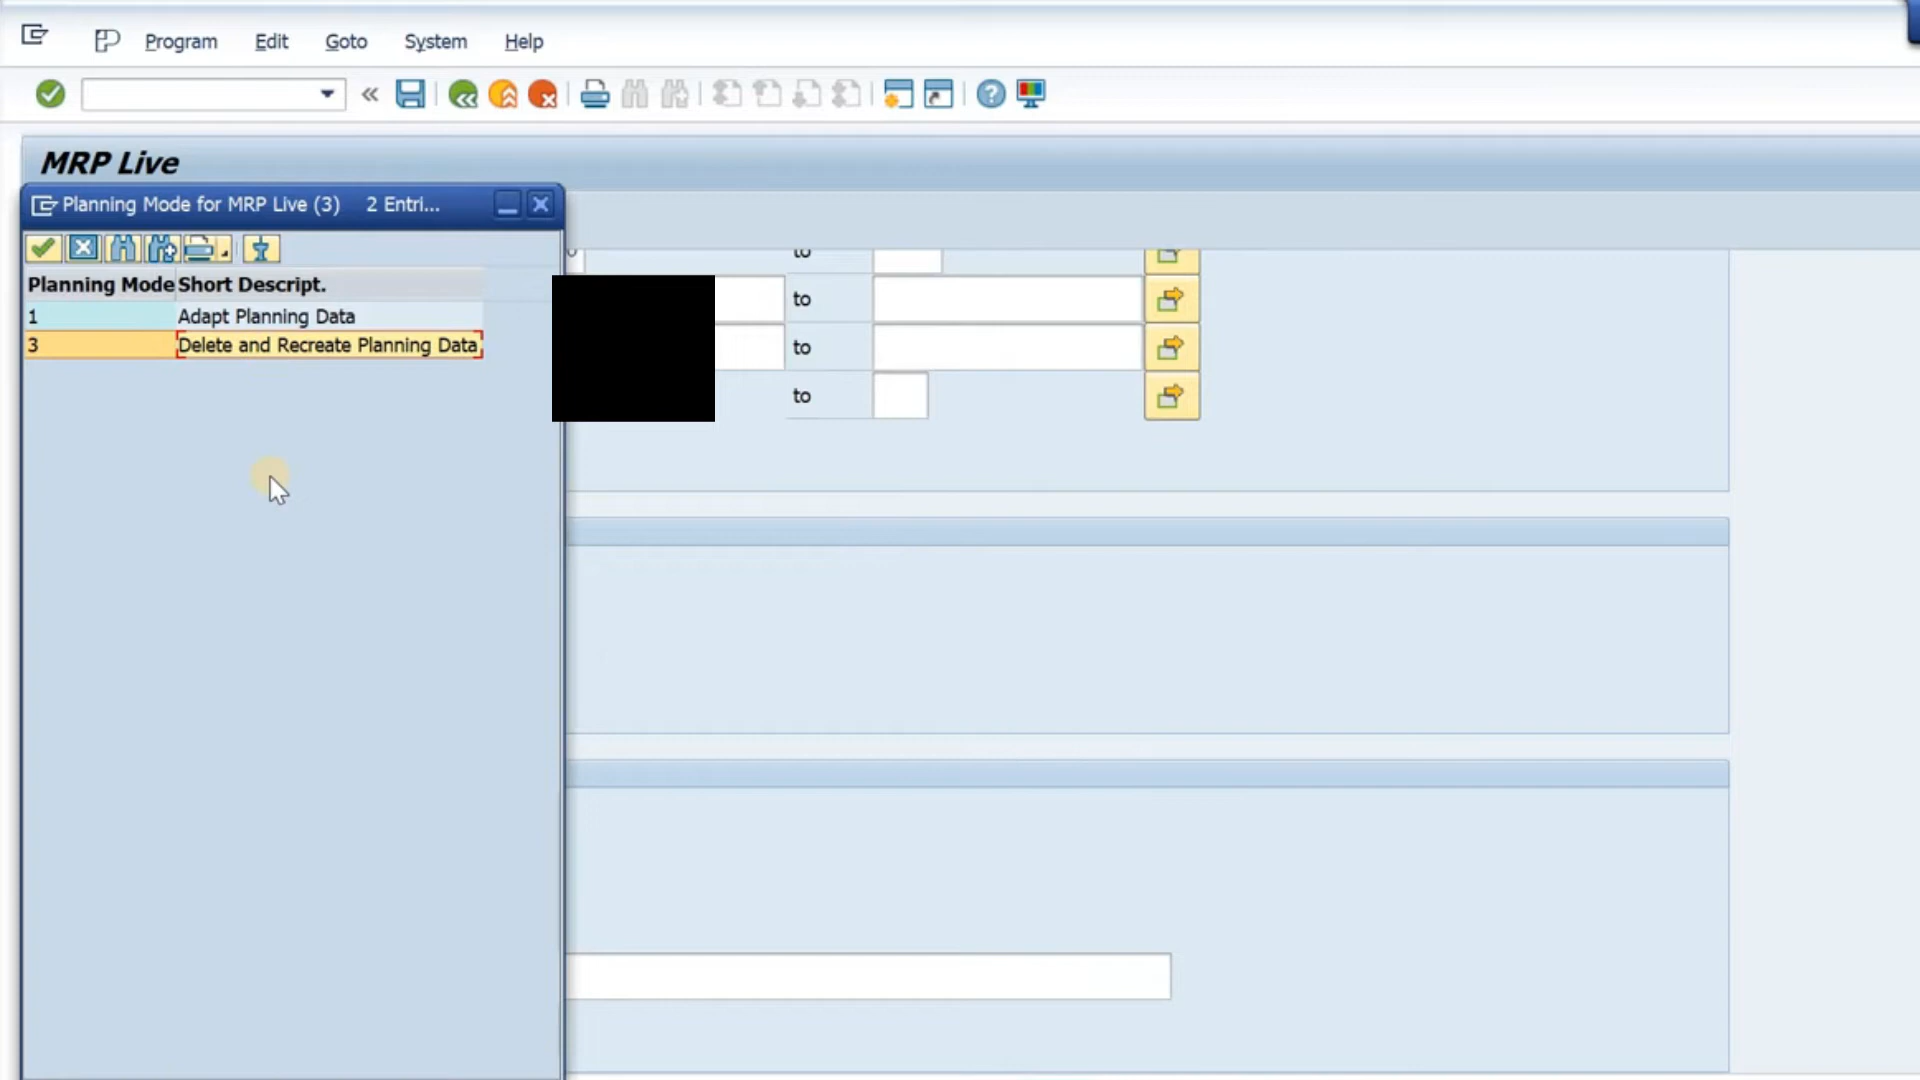 Program Edit Goto System Help
MRP Live
Planning Mode for MRP Live (3) 2 Entri...
Planning Mode Short Descript.
1 Adapt Planning Data
3 Delete and Recreate Planning Data
to
to
to
to